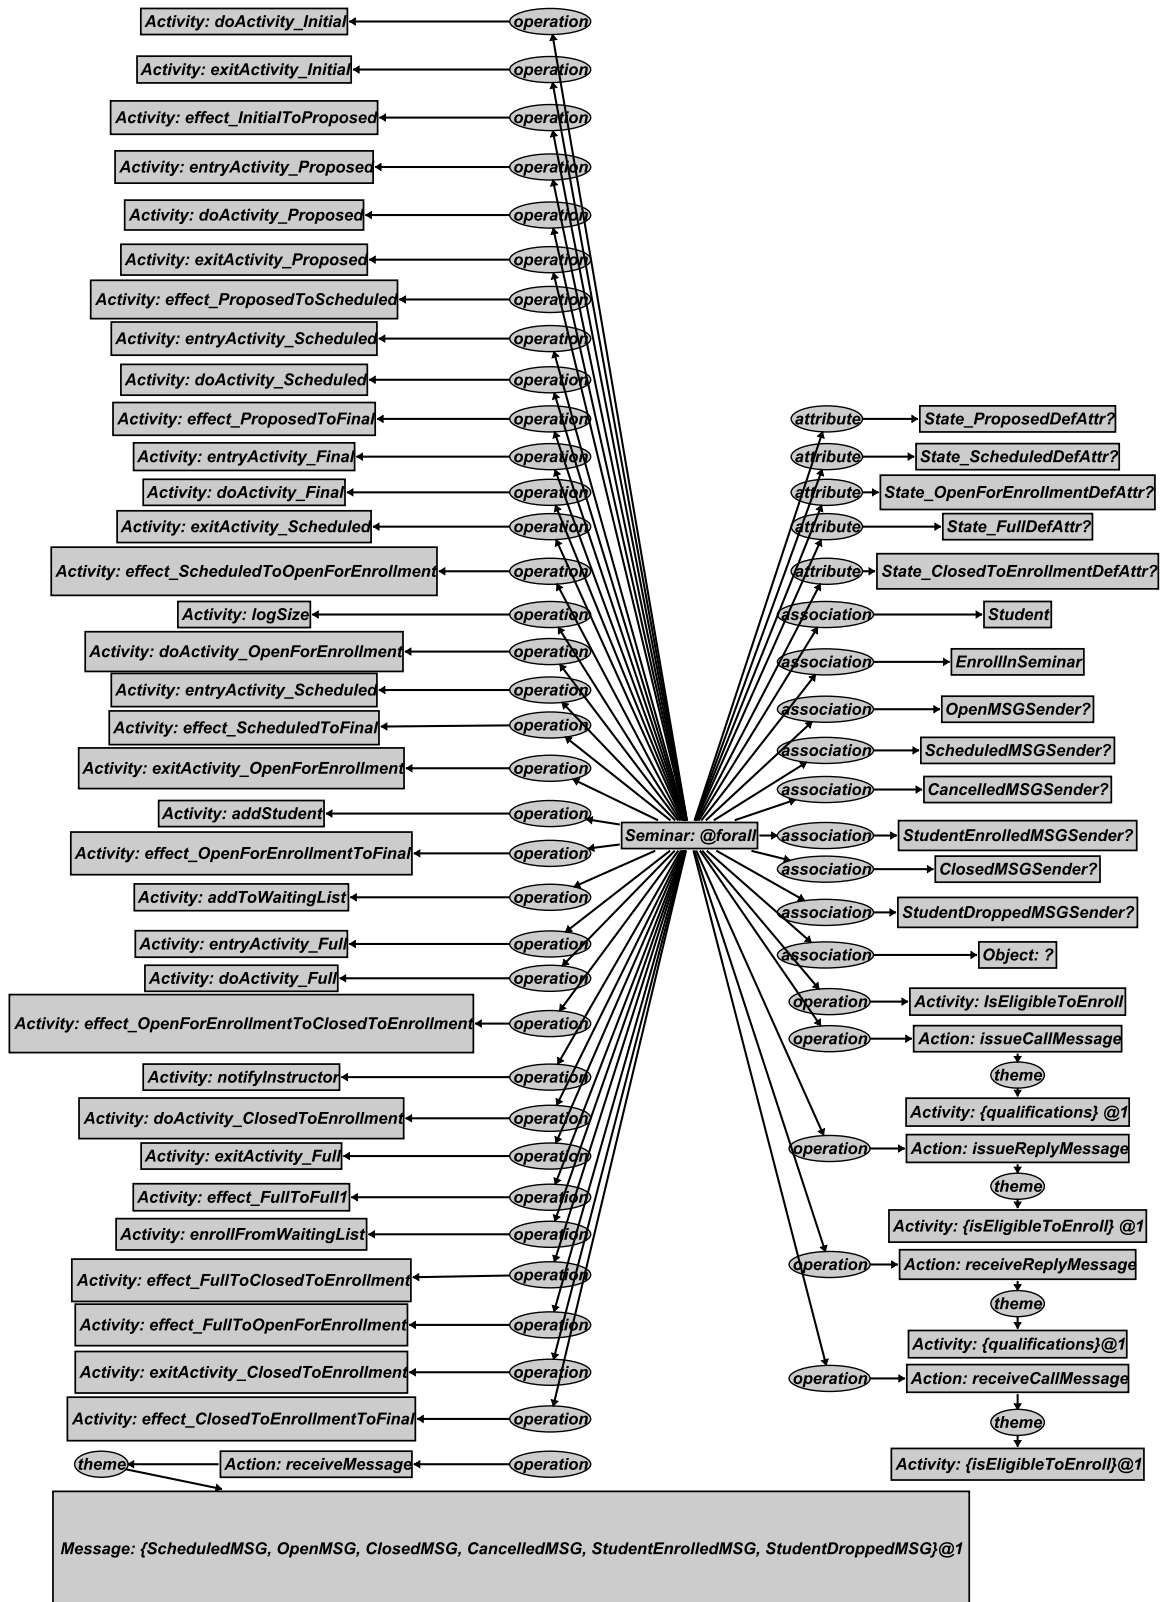 Activity: doActivity_Initial
operation
Activity: exitActivity_Initial
operation
Activity: effect_InitialToProposed
operation
Activity: entryActivity_Proposed
operation
Activity: doActivity_Proposed
operation
Activity: exitActivity_Proposed
operation
Activity: effect_ProposedToScheduled
operation
Activity: entryActivity_Scheduled
operation
Activity: doActivity_Scheduled
operation
Activity: effect_ProposedToFinal
operation
Activity: entryActivity_Final
operation
Activity: doActivity_Final
operation
Activity: exitActivity_Scheduled
operation
Activity: effect_ScheduledToOpenForEnrollment
operation
Activity: logSize
operation
Activity: doActivity_OpenForEnrollment
operation
Activity: entryActivity_Scheduled
operation
Activity: effect_ScheduledToFinal
operation
Activity: exitActivity_OpenForEnrollment
operation
Activity: addStudent
operation
Activity: effect_OpenForEnrollmentToFinal
operation
Activity: addToWaitingList
operation
Activity: entryActivity_Full
operation
Activity: doActivity_Full
operation
Activity: effect_OpenForEnrollmentToClosedToEnrollment
operation
Activity: notifyInstructor
operation
Activity: doActivity_ClosedToEnrollment
operation
Activity: exitActivity_Full
operation
Activity: effect_FullToFull1
operation
Activity: enrollFromWaitingList
operation
Activity: effect_FullToClosedToEnrollment
operation
Activity: effect_FullToOpenForEnrollment
operation
Activity: exitActivity_ClosedToEnrollment
operation
Activity: effect_ClosedToEnrollmentToFinal
operation
theme
Action: receiveMessage
operation
Message: {ScheduledMSG, OpenMSG, ClosedMSG, CancelledMSG, StudentEnrolledMSG, StudentDroppedMSG}@1
Seminar: @forall
attribute
State_ProposedDefAttr?
attribute
State_ScheduledDefAttr?
attribute
State_OpenForEnrollmentDefAttr?
attribute
State_FullDefAttr?
attribute
State_ClosedToEnrollmentDefAttr?
association
Student
association
EnrollInSeminar
association
OpenMSGSender?
association
ScheduledMSGSender?
association
CancelledMSGSender?
association
StudentEnrolledMSGSender?
association
ClosedMSGSender?
association
StudentDroppedMSGSender?
association
Object: ?
operation
Activity: IsEligibleToEnroll
operation
Action: issueCallMessage
theme
Activity: {qualifications} @1
operation
Action: issueReplyMessage
theme
Activity: {isEligibleToEnroll} @1
operation
Action: receiveReplyMessage
theme
Activity: {qualifications}@1
operation
Action: receiveCallMessage
theme
Activity: {isEligibleToEnroll}@1